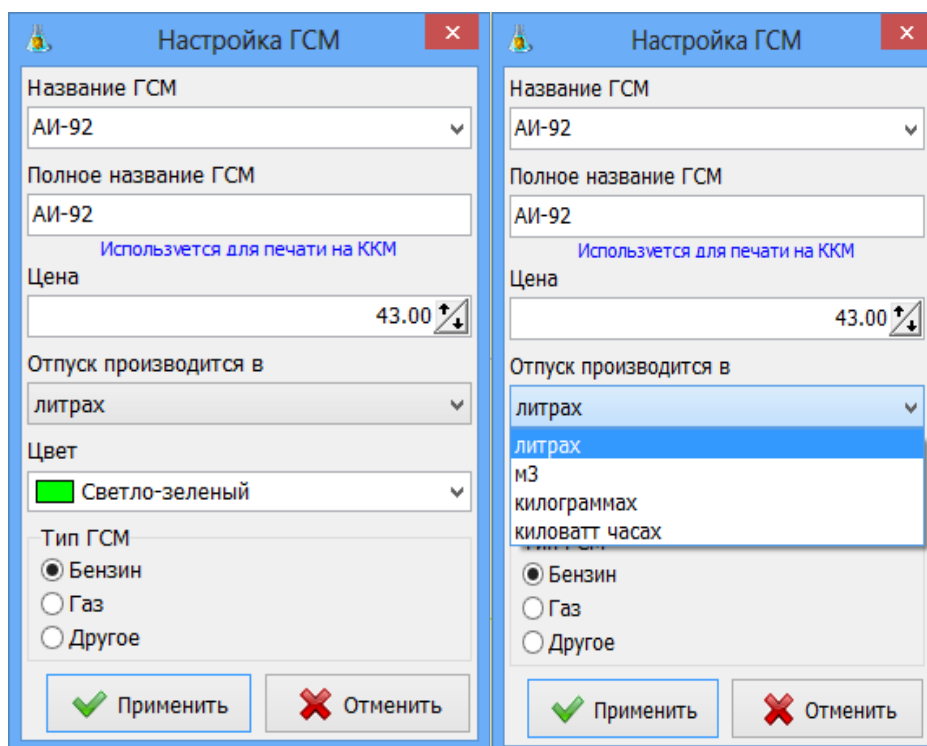 Настройка ГСМ
Название ГСМ
АИ-92
Полное название ГСМ
АИ-92
Используется для печати на ККМ
Цена
43.00
Отпуск производится в
литрах
Цвет
Светло-зеленый
Тип ГСМ
Бензин
Газ
Другое
Применить
Отменить
Настройка ГСМ
Название ГСМ
АИ-92
Полное название ГСМ
АИ-92
Используется для печати на ККМ
Цена
43.00
Отпуск производится в
литрах
литрах
м3
килограммах
киловатт часах
Тип ГСМ
Бензин
Газ
Другое
Применить
Отменить